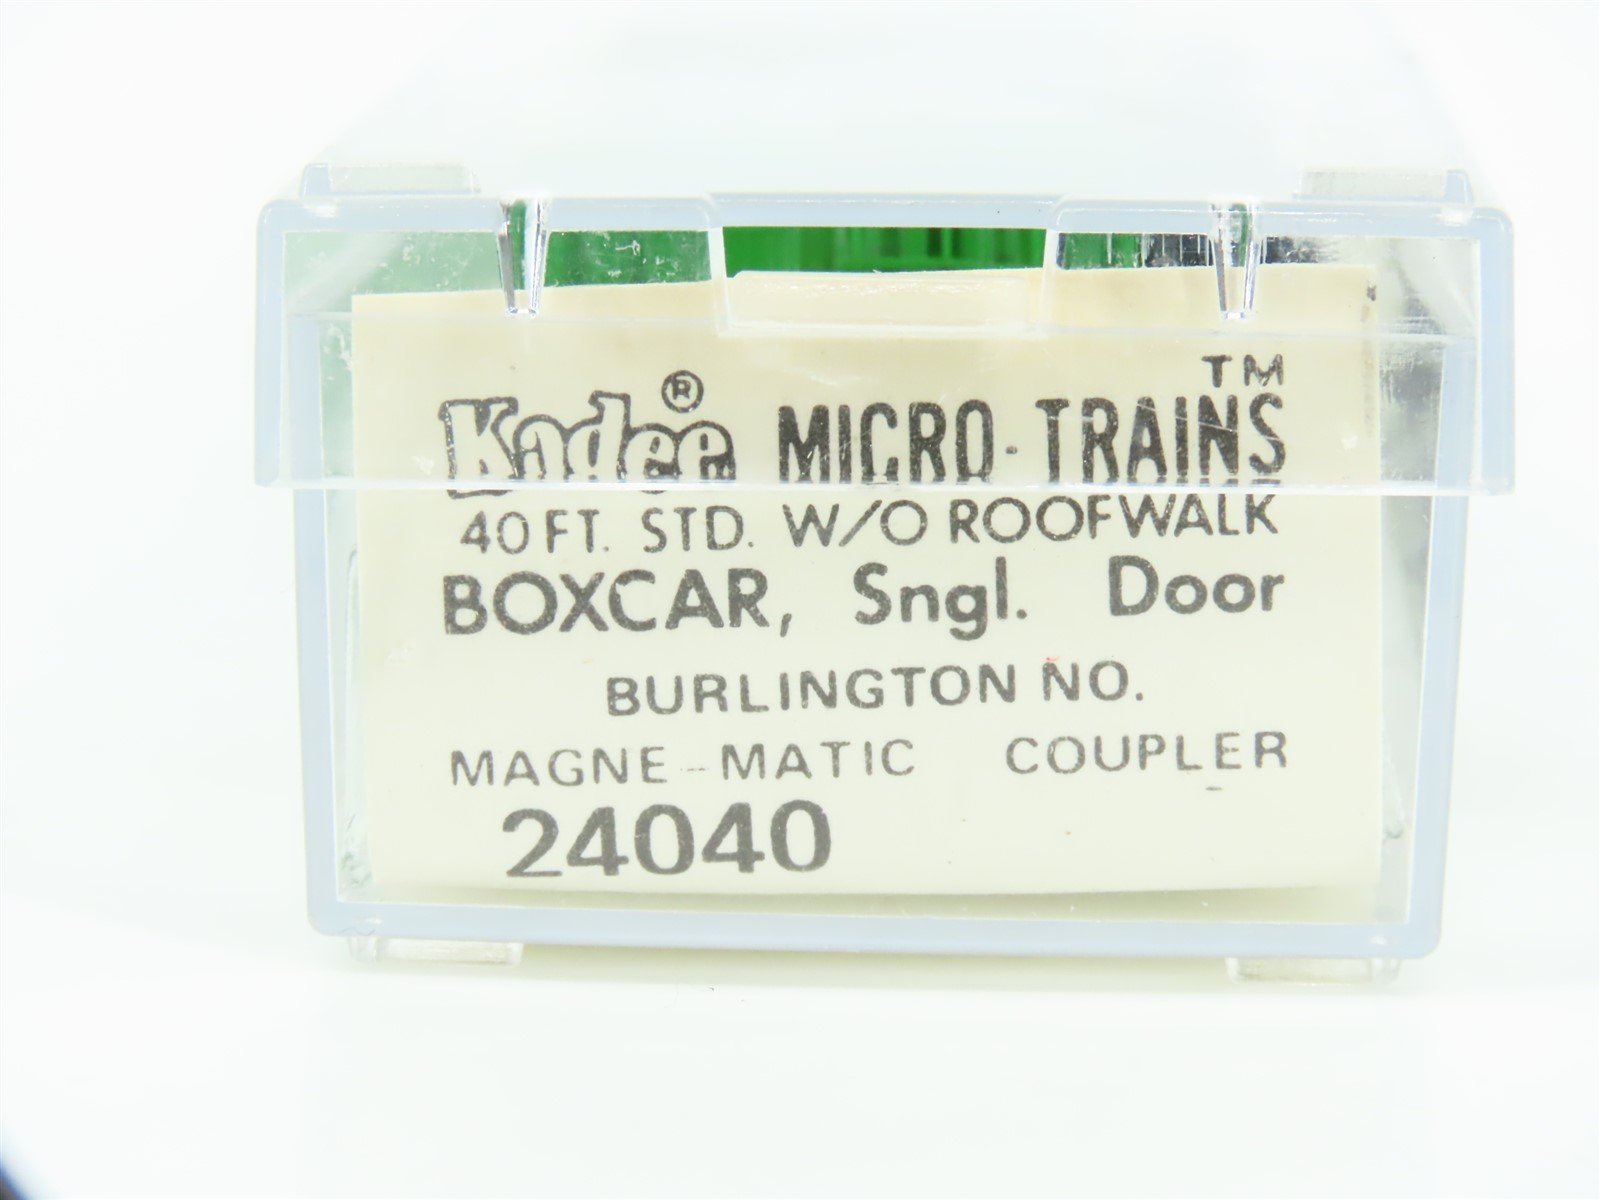 Kadee® MICRO-TRAINS™
40 FT. STD. W/O ROOFWALK
BOXCAR, Sngl. Door
BURLINGTON NO.
MAGNE-MATIC COUPLER
24040